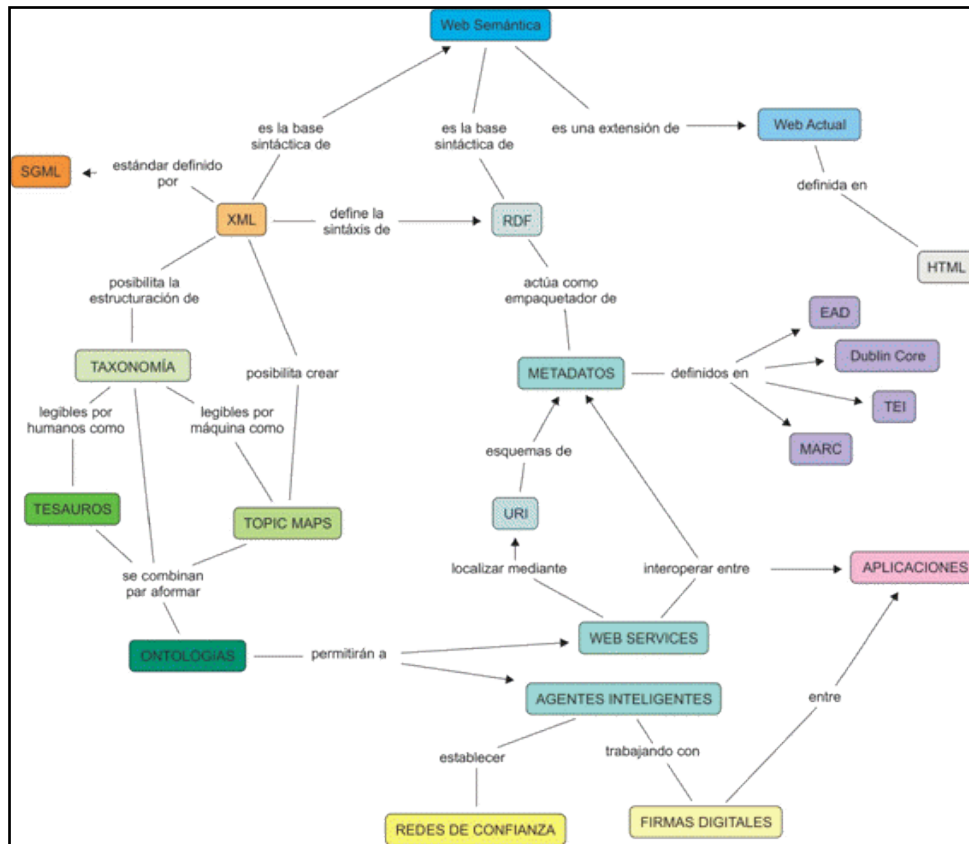 Web Semántica
es la base
sintáctica de
es la base
sintáctica de
es una extensión de
Web Actual
SGML
estándar definido
por
definida en
XML
define la
sintáxis de
RDF
HTML
posibilita la
estructuración de
actúa como
empaquetador de
EAD
TAXONOMÍA
posibilita crear
METADATOS
definidos en
Dublin Core
TEI
MARC
legibles por
humanos como
legibles por
máquina como
esquemas de
TESAUROS
TOPIC MAPS
URI
se combinan
par aformar
localizar mediante
interoperar entre
APLICACIONES
ONTOLOGIAS
permitirán a
WEB SERVICES
AGENTES INTELIGENTES
entre
establecer
trabajando con
REDES DE CONFIANZA
FIRMAS DIGITALES